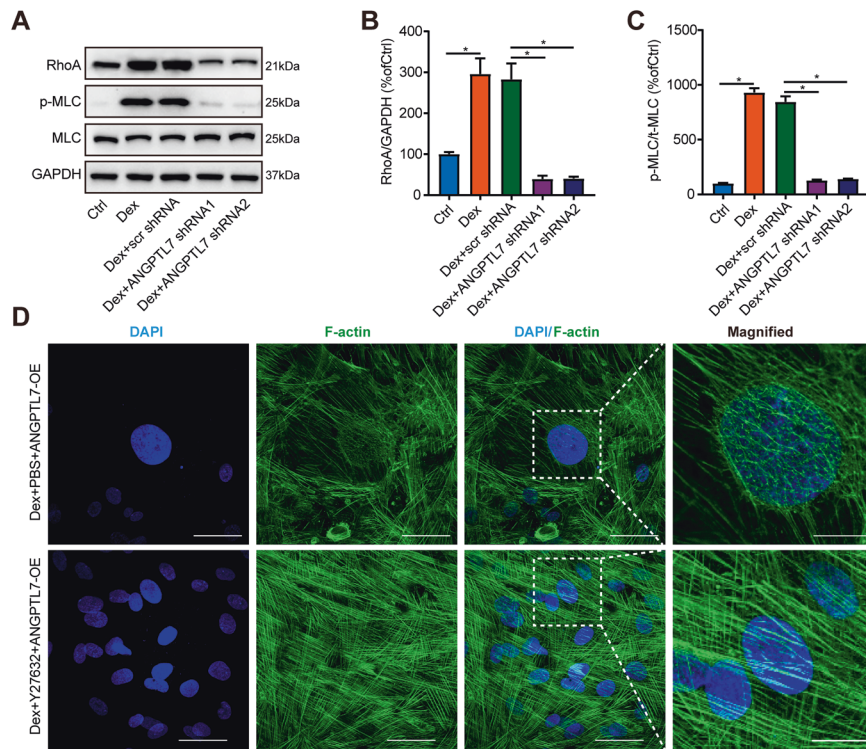 A
RhoA
21kDa
p-MLC
25kDa
MLC
25kDa
GAPDH
37kDa
Ctrl
Dex
Dex+scr shRNA
Dex+ANGPTL7 shRNA1
Dex+ANGPTL7 shRNA2
B
RhoA/GAPDH (%ofCtrl)
400
300
200
100
0
*
*
*
Ctrl
Dex
Dex+scr shRNA
Dex+ANGPTL7 shRNA1
Dex+ANGPTL7 shRNA2
C
p-MLC/t-MLC (%ofCtrl)
1500
1000
500
0
*
*
*
Ctrl
Dex
Dex+scr shRNA
Dex+ANGPTL7 shRNA1
Dex+ANGPTL7 shRNA2
D
DAPI
F-actin
DAPI/F-actin
Magnified
Dex+PBS+ANGPTL7-OE
Dex+Y27632+ANGPTL7-OE